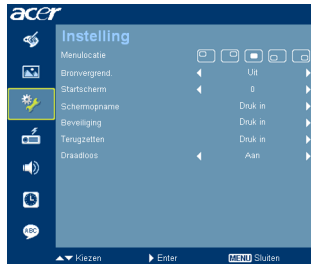 acer
Instelling
Menulocatie
Bronvergrend. Uit
Startscherm
Schermopname Druk in
Beveiliging Druk in
Terugzetten Druk in
Draadloos Aan
ABC
Kiezen Enter MENU Sluiten